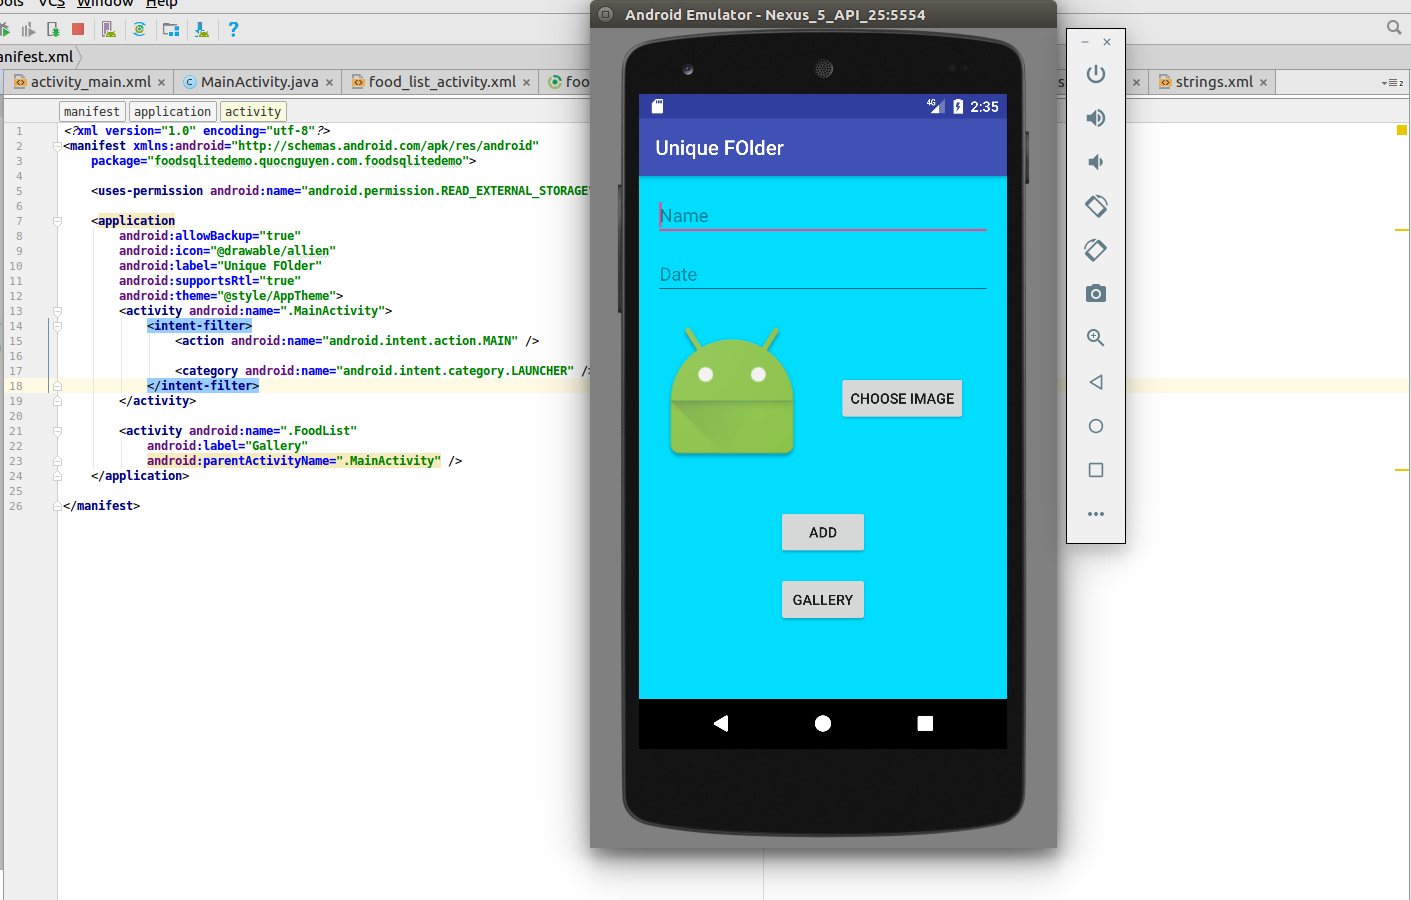 Android Emulator - Nexus_5_API_25:5554
VCS Window Help
anifest.xml
activity_main.xml MainActivity.java food_list_activity.xml foo strings.xml
manifest application activity
1 <?xml version="1.0" encoding="utf-8"?>
2 <manifest xmlns:android="http://schemas.android.com/apk/res/android"
3 package="foodsqlitedemo.quocnguyen.com.foodsqlitedemo">
4
5 <uses-permission android:name="android.permission.READ_EXTERNAL_STORAGE"
6
7 <application
8 android:allowBackup="true"
9 android:icon="@drawable/allien"
10 android:label="Unique FOlder"
11 android:supportsRtl="true"
12 android:theme="@style/AppTheme">
13 <activity android:name=".MainActivity">
14 <intent-filter>
15 <action android:name="android.intent.action.MAIN" />
16
17 <category android:name="android.intent.category.LAUNCHER" />
18 </intent-filter>
19 </activity>
20
21 <activity android:name=".FoodList"
22 android:label="Gallery"
23 android:parentActivityName=".MainActivity" />
24 </application>
25
26 </manifest>
4G 2:35
Unique FOlder
Name
Date
CHOOSE IMAGE
ADD
GALLERY